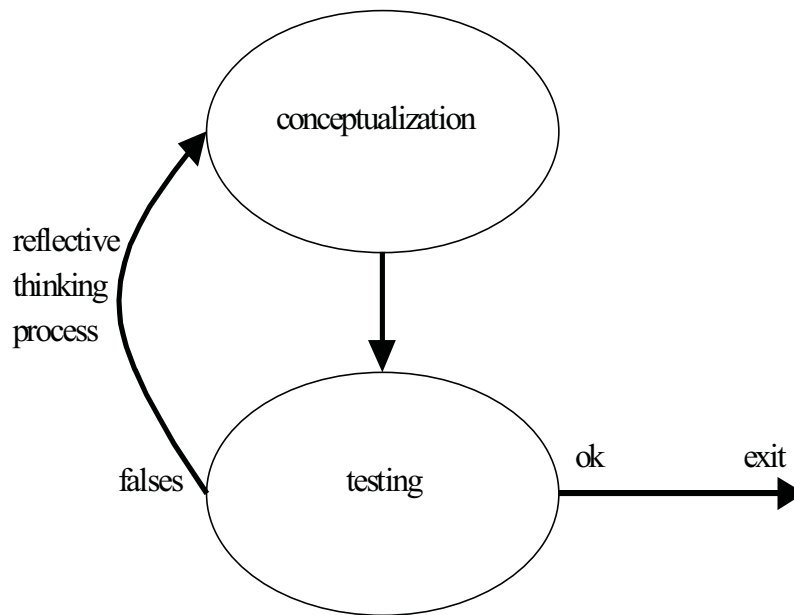 conceptualization
reflective
thinking
process
falses
testing
ok
exit